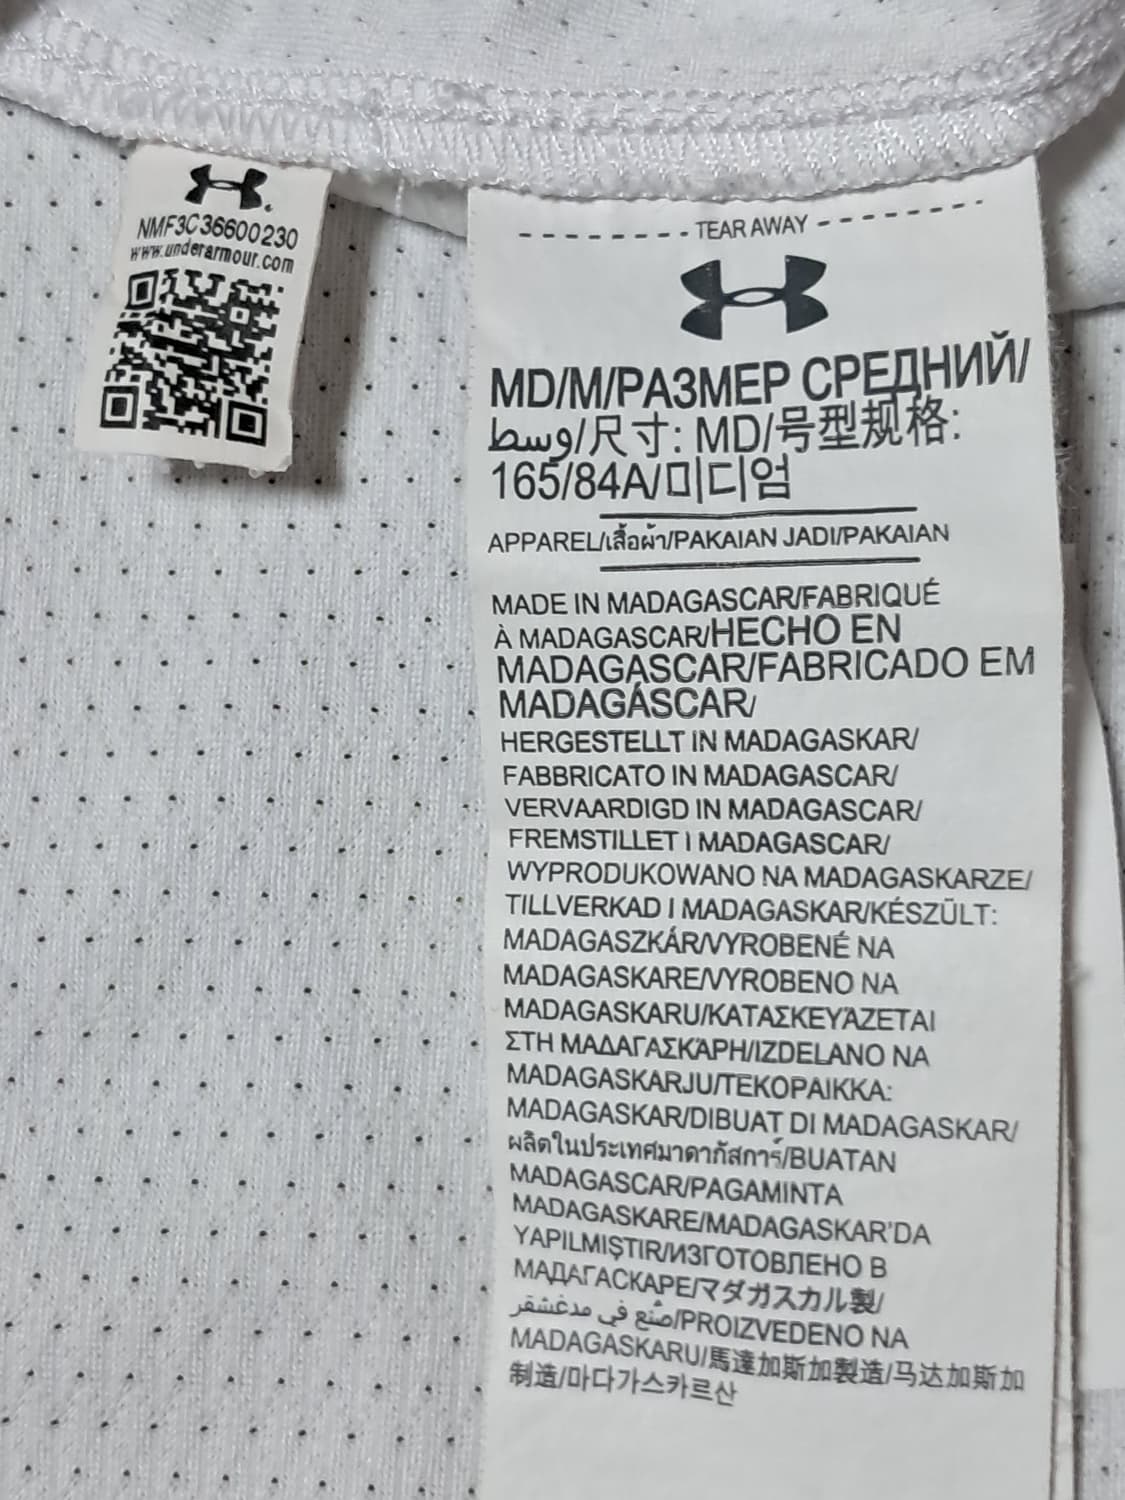 NMF3C36600230
www.underarmour.com
TEAR AWAY
MD/M/РАЗМЕР СРЕДНИЙ/
وسط/尺寸: MD/号型规格:
165/84A/미디엄
APPAREL/เสื้อผ้า/PAKAIAN JADI/PAKAIAN
MADE IN MADAGASCAR/FABRIQUÉ
À MADAGASCAR/HECHO EN
MADAGASCAR/FABRICADO EM
MADAGÁSCAR/
HERGESTELLT IN MADAGASKAR/
FABBRICATO IN MADAGASCAR/
VERVAARDIGD IN MADAGASCAR/
FREMSTILLET I MADAGASCAR/
WYPRODUKOWANO NA MADAGASKARZE/
TILLVERKAD I MADAGASKAR/KÉSZÜLT:
MADAGASZKÁR/VYROBENÉ NA
MADAGASKARE/VYROBENO NA
MADAGASKARU/ΚΑΤΑΣΚΕΥΆΖΕΤΑΙ
ΣΤΗ ΜΑΔΑΓΑΣΚΆΡΗ/IZDELANO NA
MADAGASKARJU/TEKOPAIKKA:
MADAGASKAR/DIBUAT DI MADAGASKAR/
ผลิตในประเทศมาดากัสการ์/BUATAN
MADAGASCAR/PAGAMINTA
MADAGASKARE/MADAGASKAR'DA
YAPILMIŞTIR/ИЗГОТОВЛЕНО В
МАДАГАСКАРЕ/マダガスカル製/
صُنع في مدغشقر/PROIZVEDENO NA
MADAGASKARU/馬達加斯加製造/马达加斯加
制造/마다가스카르산